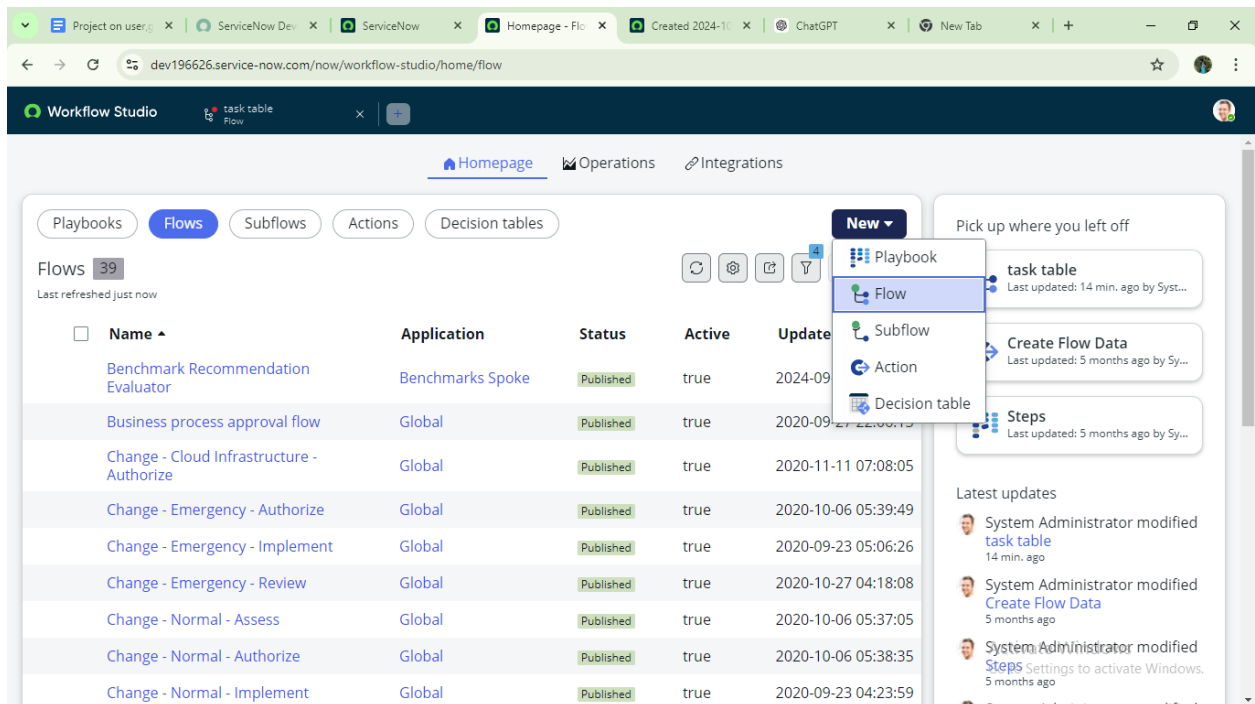 Project on user,g
ServiceNow Dev
ServiceNow
Homepage - Flo
Created 2024-10
ChatGPT
New Tab
dev196626.service-now.com/now/workflow-studio/home/flow
Workflow Studio
task table
Flow
Homepage
Operations
Integrations
Playbooks
Flows
Subflows
Actions
Decision tables
New
Flows 39
4
Last refreshed just now
Playbook
Flow
Subflow
Action
Decision table
Name Application Status Active Update
Benchmark Recommendation
Evaluator
Benchmarks Spoke Published true 2024-09
Business process approval flow Global Published true 2020-09-27 22:06:15
Change - Cloud Infrastructure -
Authorize
Global Published true 2020-11-11 07:08:05
Change - Emergency - Authorize Global Published true 2020-10-06 05:39:49
Change - Emergency - Implement Global Published true 2020-09-23 05:06:26
Change - Emergency - Review Global Published true 2020-10-27 04:18:08
Change - Normal - Assess Global Published true 2020-10-06 05:37:05
Change - Normal - Authorize Global Published true 2020-10-06 05:38:35
Change - Normal - Implement Global Published true 2020-09-23 04:23:59
Pick up where you left off
task table
Last updated: 14 min. ago by Syst...
Create Flow Data
Last updated: 5 months ago by Sy...
Steps
Last updated: 5 months ago by Sy...
Latest updates
System Administrator modified
task table
14 min. ago
System Administrator modified
Create Flow Data
5 months ago
System Administrator modified
Steps
5 months ago
Activate Windows
Go to Settings to activate Windows.